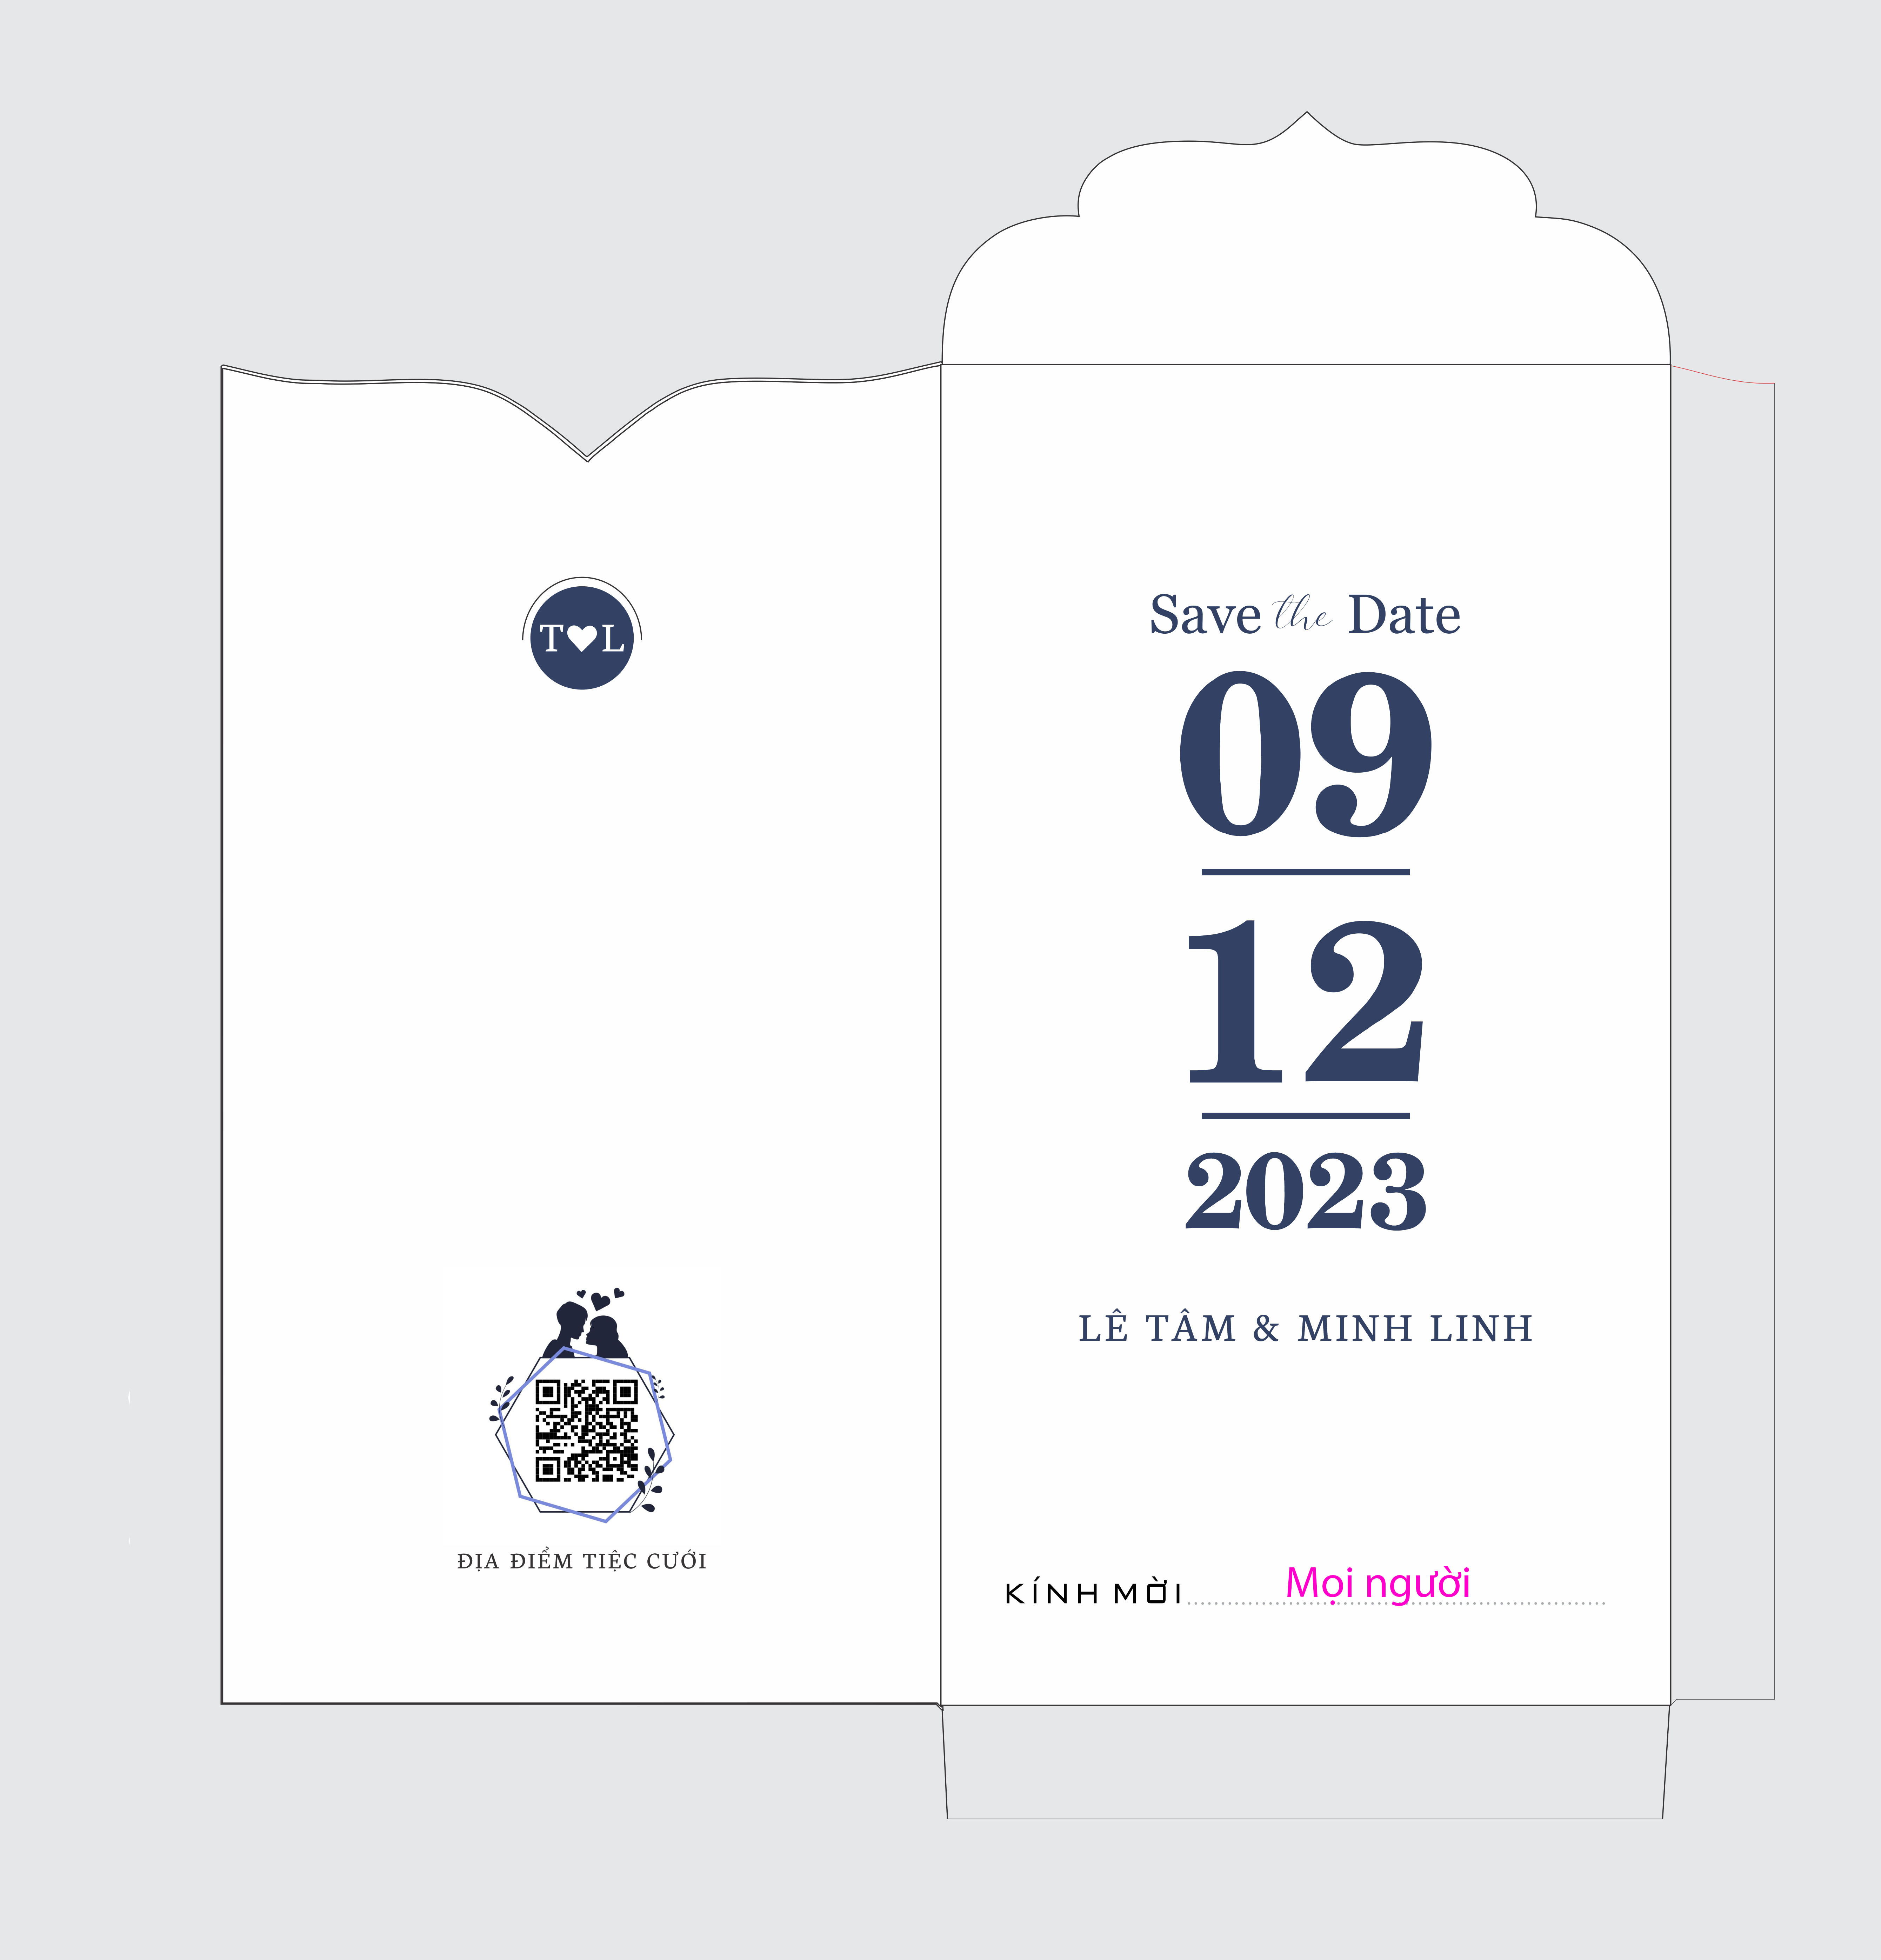 T L
ĐỊA ĐIỂM TIỆC CƯỚI
Save the Date
09
12
2023
LÊ TÂM & MINH LINH
KÍNH MỜI Mọi người